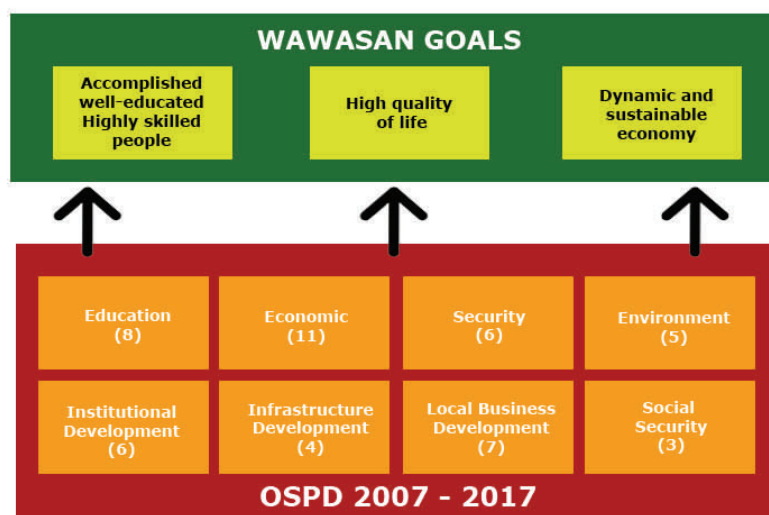 WAWASAN GOALS
Accomplished
well-educated
Highly skilled
people
High quality
of life
Dynamic and
sustainable
economy
Education
(8)
Economic
(11)
Security
(6)
Environment
(5)
Institutional
Development
(6)
Infrastructure
Development
(4)
Local Business
Development
(7)
Social
Security
(3)
OSPD 2007 - 2017